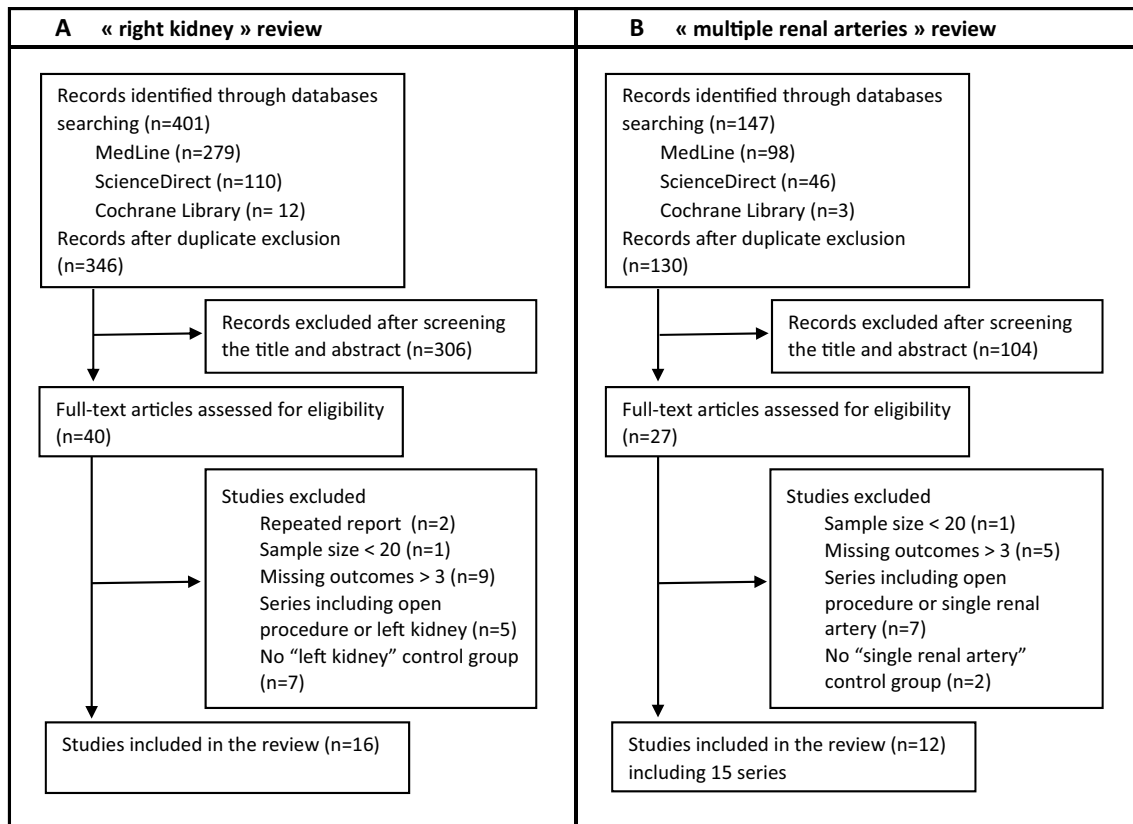 A « right kidney » review
Records identified through databases
searching (n=401)
MedLine (n=279)
ScienceDirect (n=110)
Cochrane Library (n= 12)
Records after duplicate exclusion
(n=346)
Records excluded after screening
the title and abstract (n=306)
Full-text articles assessed for eligibility
(n=40)
Studies excluded
Repeated report (n=2)
Sample size < 20 (n=1)
Missing outcomes > 3 (n=9)
Series including open
procedure or left kidney (n=5)
No “left kidney” control group
(n=7)
Studies included in the review (n=16)
B « multiple renal arteries » review
Records identified through databases
searching (n=147)
MedLine (n=98)
ScienceDirect (n=46)
Cochrane Library (n=3)
Records after duplicate exclusion
(n=130)
Records excluded after screening
the title and abstract (n=104)
Full-text articles assessed for eligibility
(n=27)
Studies excluded
Sample size < 20 (n=1)
Missing outcomes > 3 (n=5)
Series including open
procedure or single renal
artery (n=7)
No “single renal artery”
control group (n=2)
Studies included in the review (n=12)
including 15 series